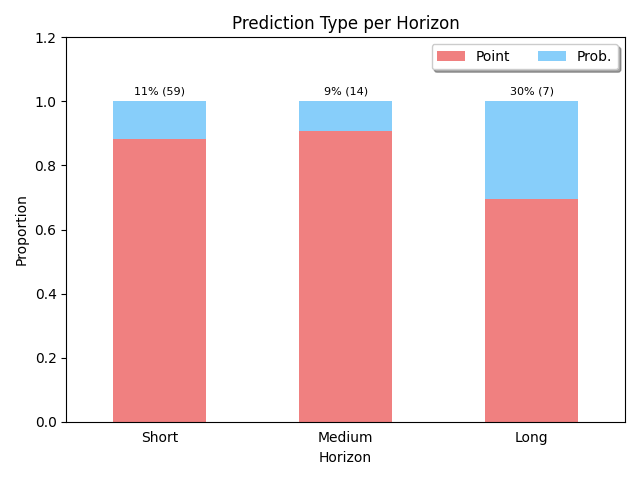 Prediction Type per Horizon
Point
Prob.
1.2
1.0
0.8
0.6
0.4
0.2
0.0
Proportion
11% (59)
9% (14)
30% (7)
Short
Medium
Long
Horizon